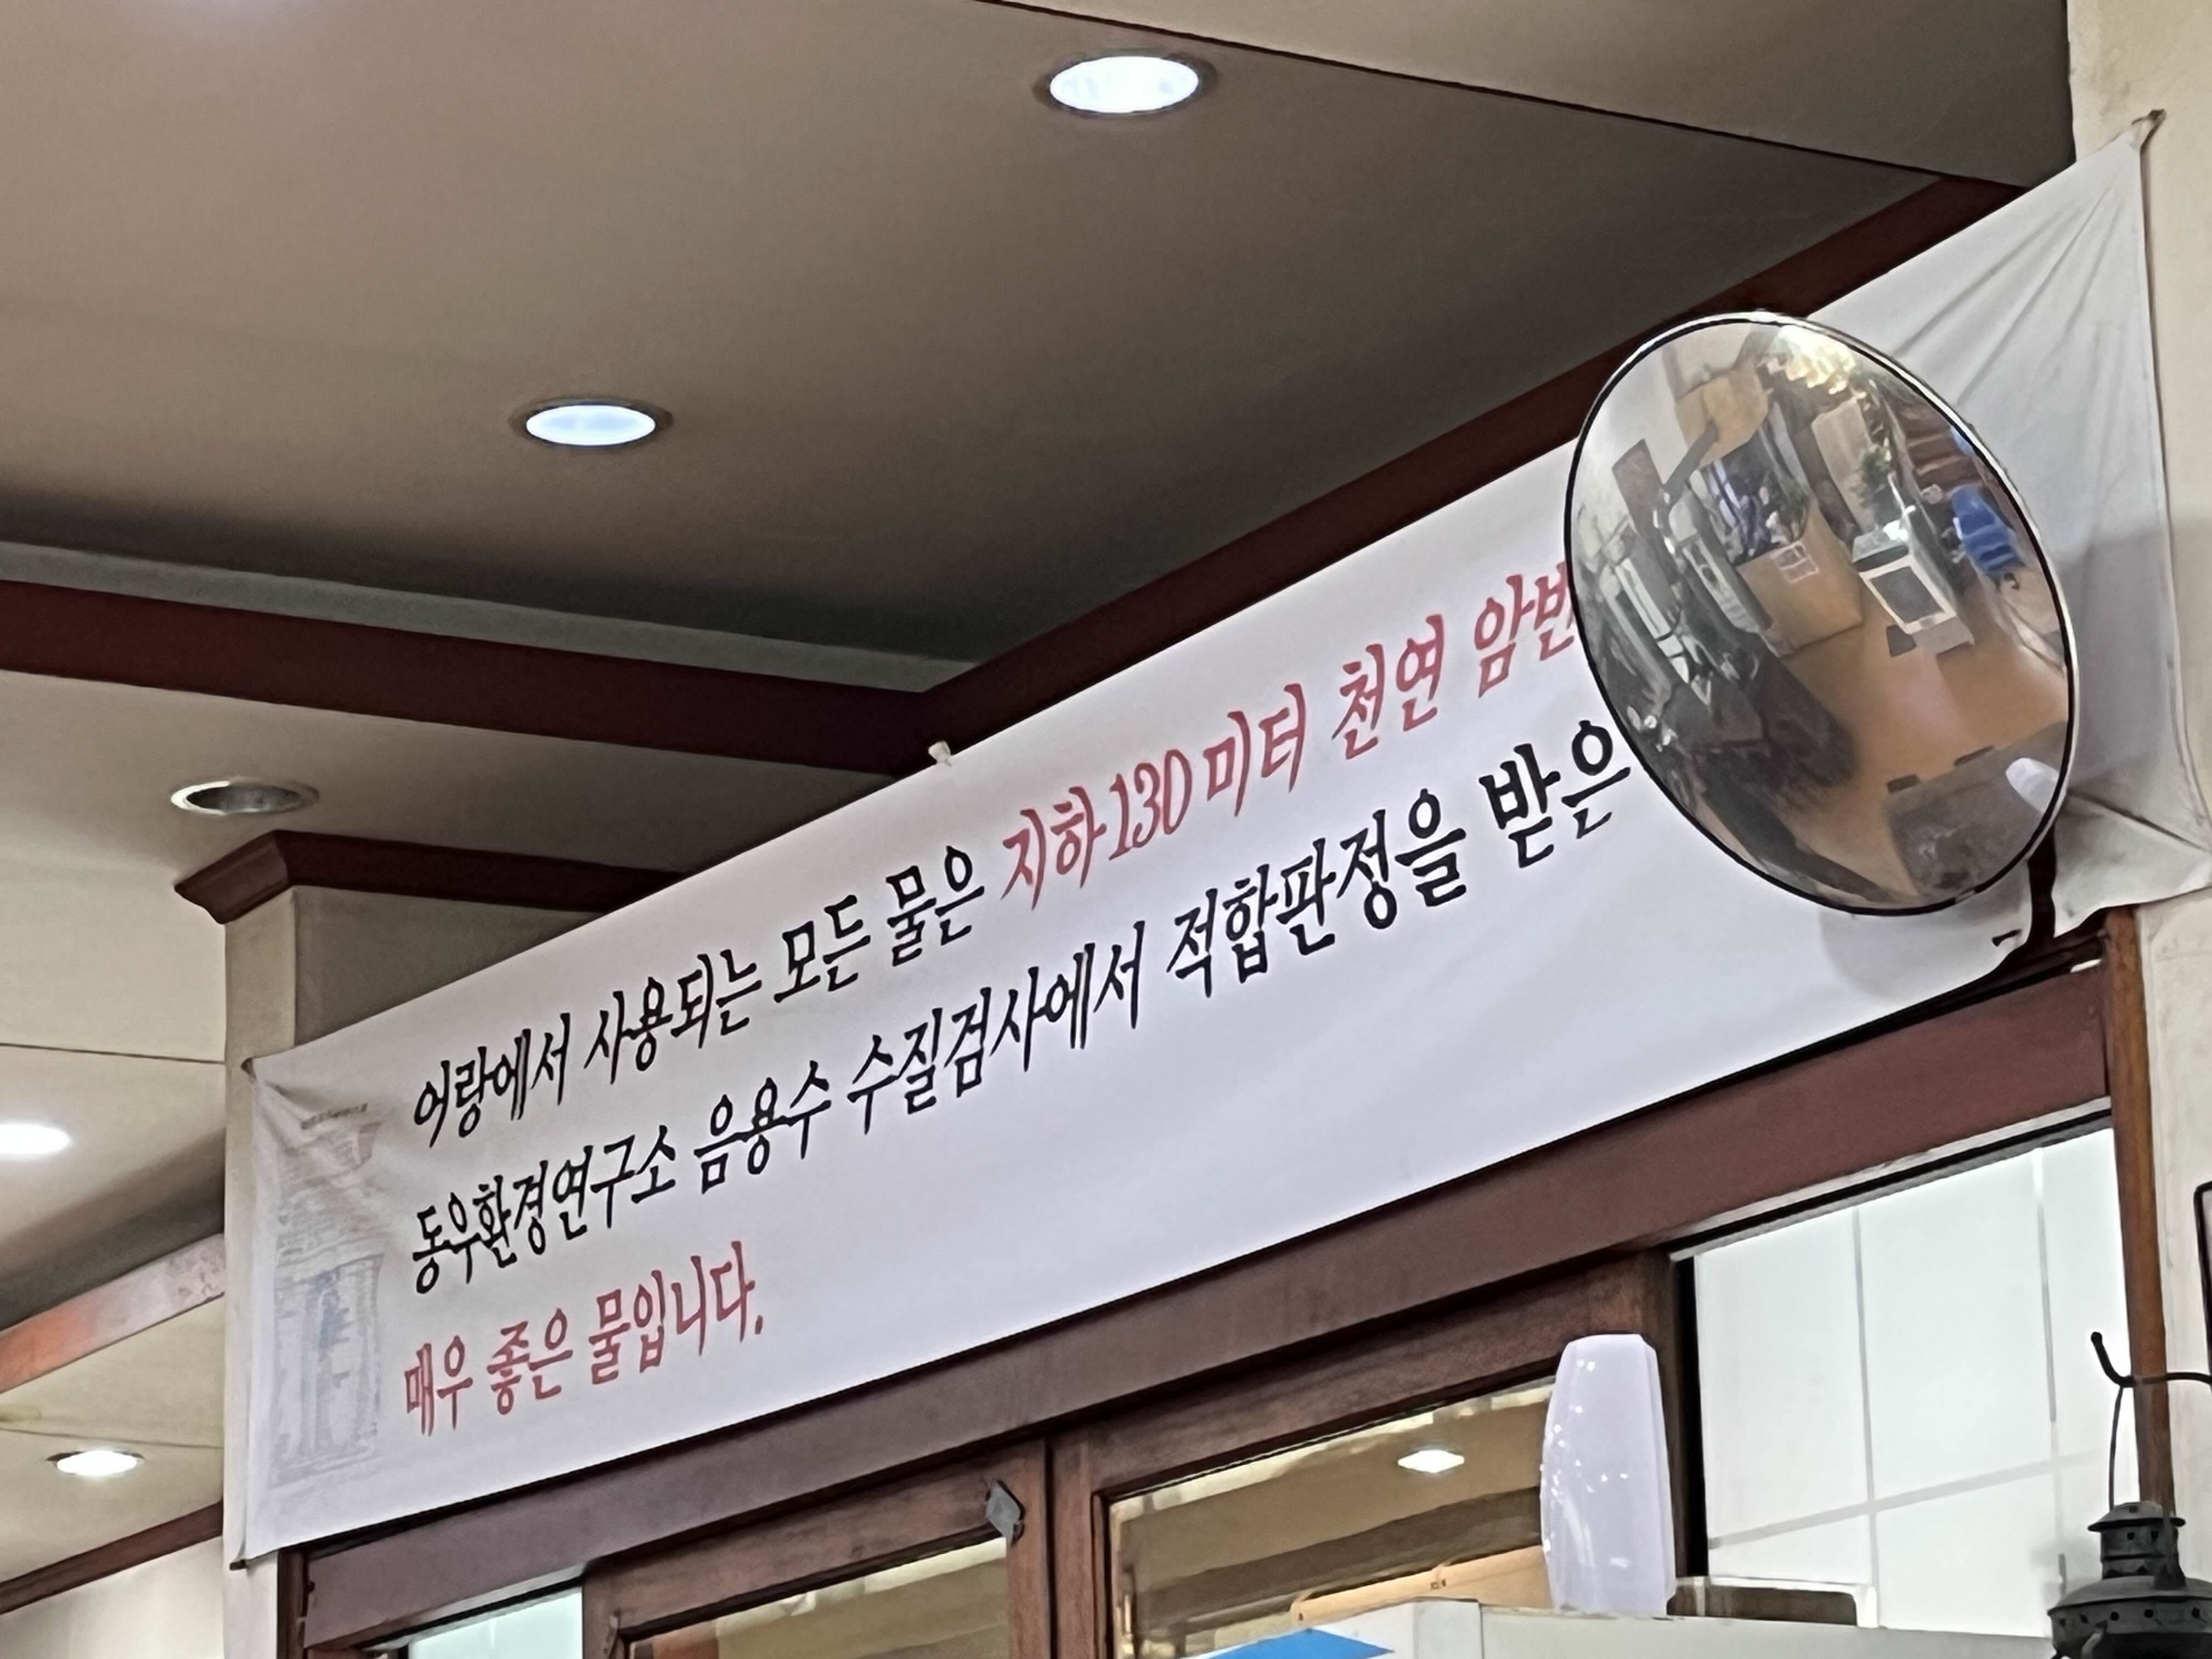 어랑에서 사용되는 모든 물은 지하 130 미터 천연
동우환경연구소 음용수 수질검사에서 적합판정을 받은
매우 좋은 물입니다.